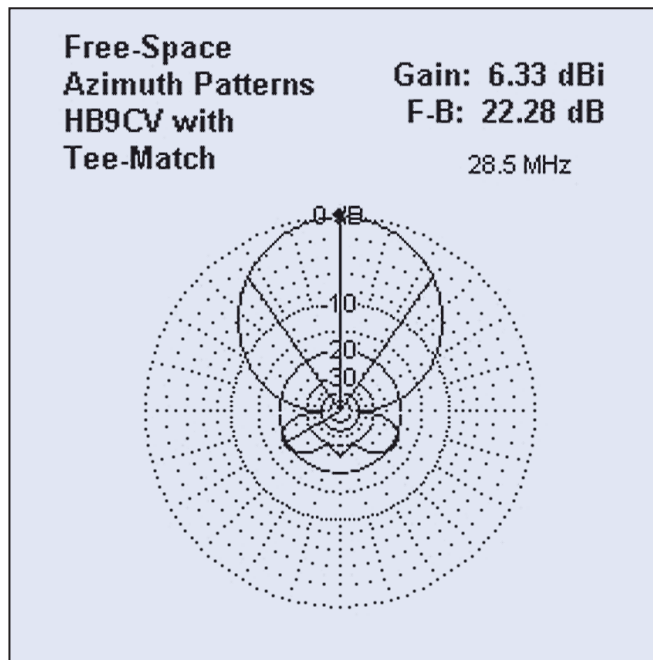 Free-Space
Azimuth Patterns
HB9CV with
Tee-Match
Gain: 6.33 dBi
F-B: 22.28 dB
28.5 MHz
0 dB
-10
-20
-30